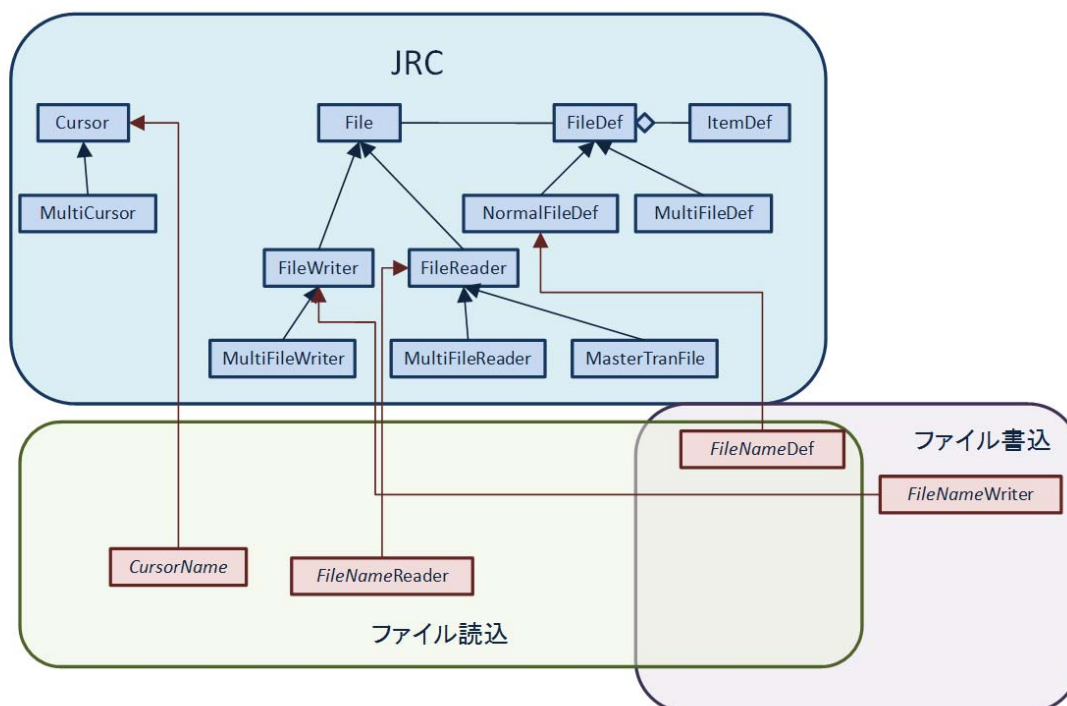 JRC
Cursor
File
FileDef
ItemDef
MultiCursor
NormalFileDef
MultiFileDef
FileWriter
FileReader
MultiFileWriter
MultiFileReader
MasterTranFile
FileNameDef
ファイル書込
FileNameWriter
CursorName
FileNameReader
ファイル読込